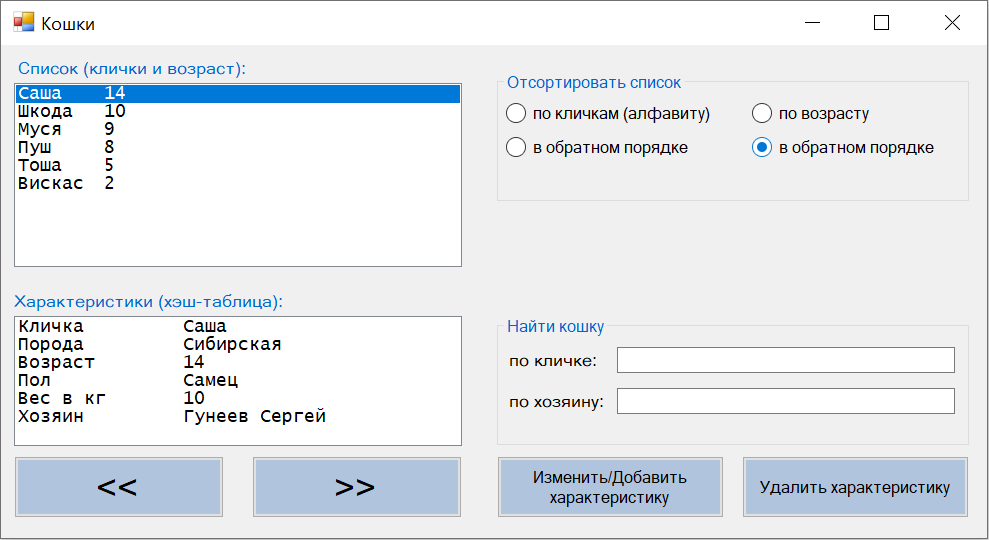 Кошки
Список (клички и возраст):
Саша 14
Шкода 10
Муся 9
Пуш 8
Тоша 5
Вискас 2
Отсортировать список
по кличкам (алфавиту) по возрасту
в обратном порядке в обратном порядке
Характеристики (хэш-таблица):
Кличка Саша
Порода Сибирская
Возраст 14
Пол Самец
Вес в кг 10
Хозяин Гунеев Сергей
Найти кошку
по кличке:
по хозяину:
<<
>>
Изменить/Добавить
характеристику
Удалить характеристику